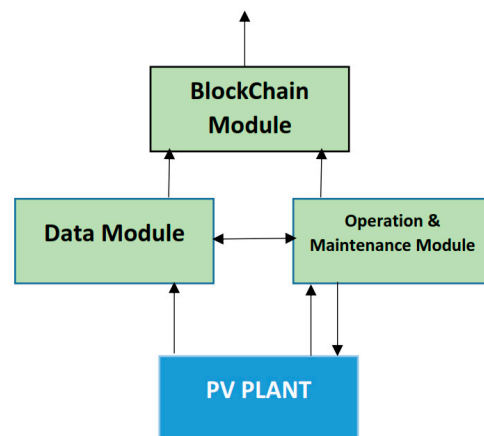 BlockChain
Module
Data Module
Operation &
Maintenance Module
PV PLANT